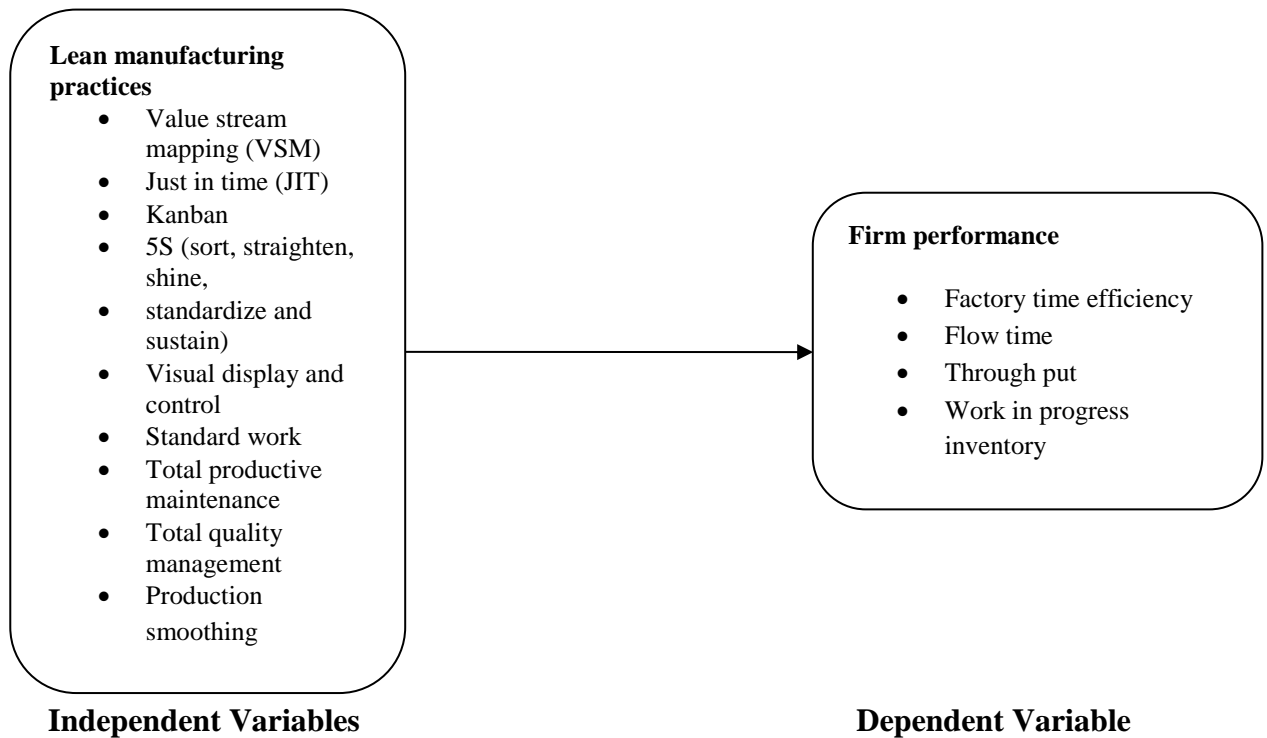 Lean manufacturing
practices
• Value stream
mapping (VSM)
• Just in time (JIT)
• Kanban
• 5S (sort, straighten,
shine,
• standardize and
sustain)
• Visual display and
control
• Standard work
• Total productive
maintenance
• Total quality
management
• Production
smoothing
Firm performance
• Factory time efficiency
• Flow time
• Through put
• Work in progress
inventory
Independent Variables
Dependent Variable